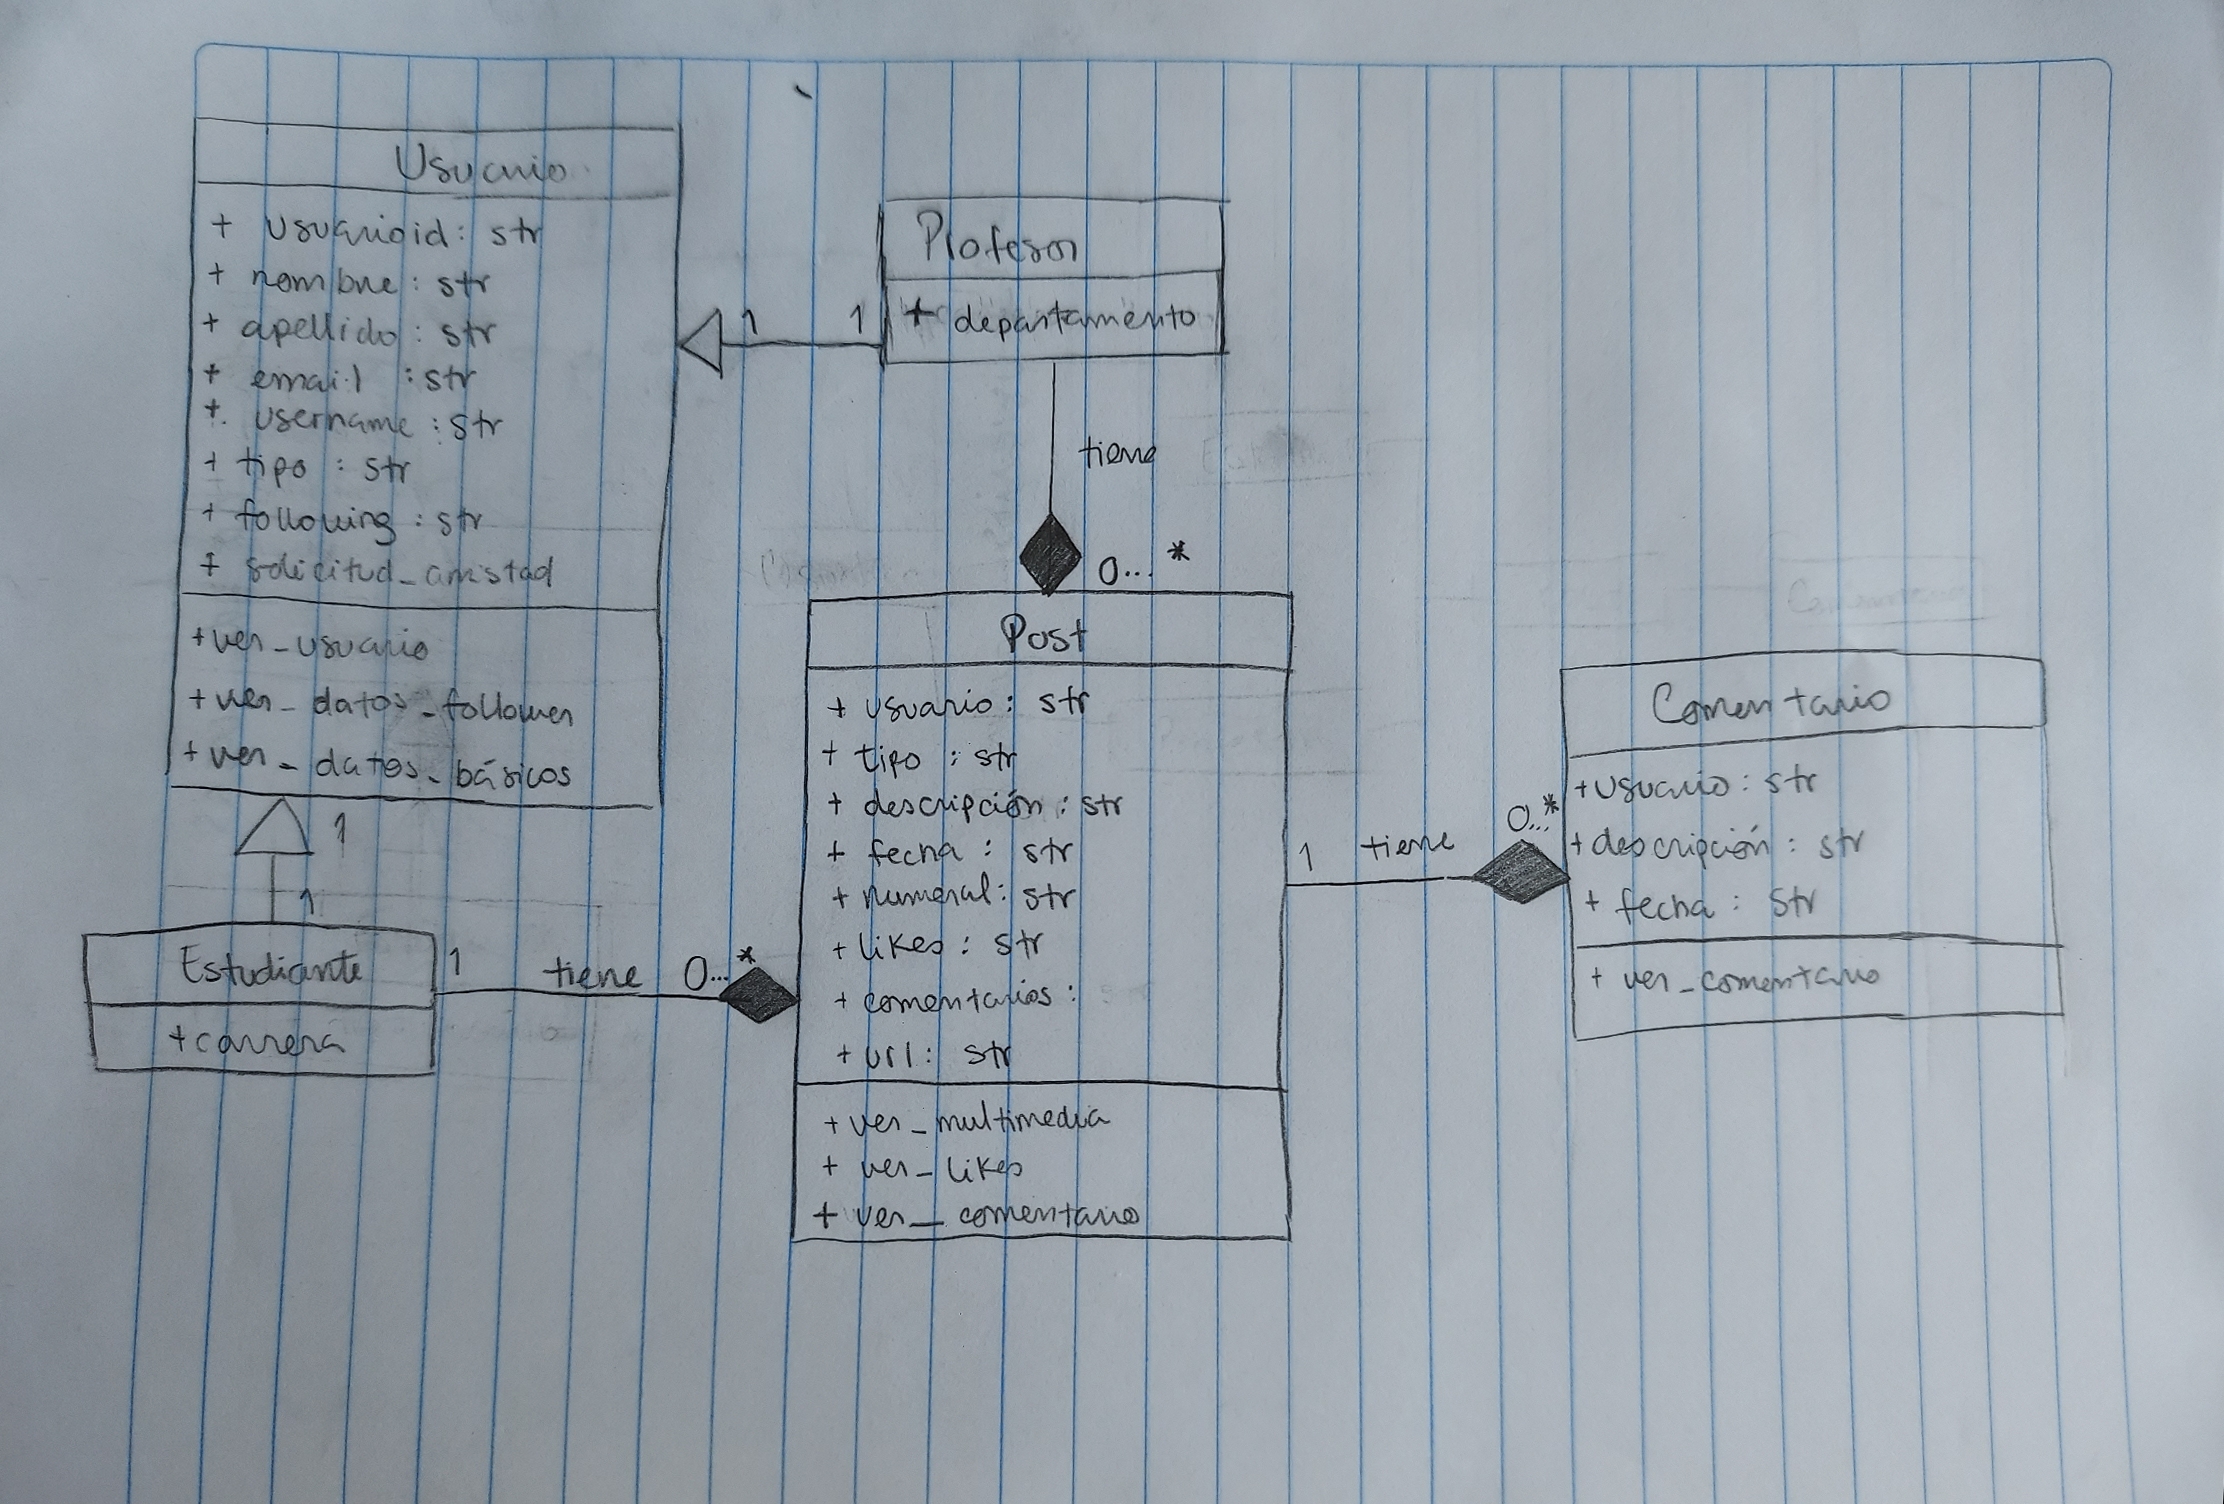 Usuario
+ usuarioid: str
+ nombre: str
+ apellido: str
+ email: str
+ username: str
+ tipo: str
+ following: str
+ solicitud_amistad
+ver_usuario
+ver_datos_follower
+ver_datos_básicos
1
1
Profesor
+ departamento
tiene
0... *
1
1
Estudiante
+carrera
1 tiene 0... *
Post
+ usuario: str
+ tipo: str
+ descripción: str
+ fecha: str
+ numeral: str
+ likes: str
+ comentarios:
+ url: str
+ver_multimedia
+ ver_likes
+ ver_comentario
1 tiene 0... *
Comentario
+usuario: str
+descripción: str
+ fecha: str
+ ver_comentario